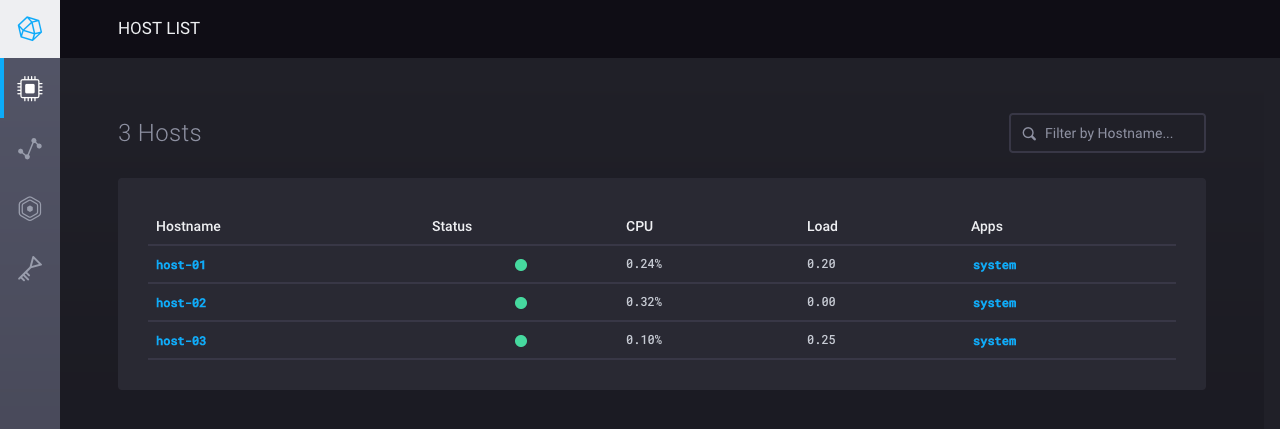 HOST LIST
3 Hosts
Filter by Hostname...
Hostname Status CPU Load Apps
host-01 0.24% 0.20 system
host-02 0.32% 0.00 system
host-03 0.10% 0.25 system